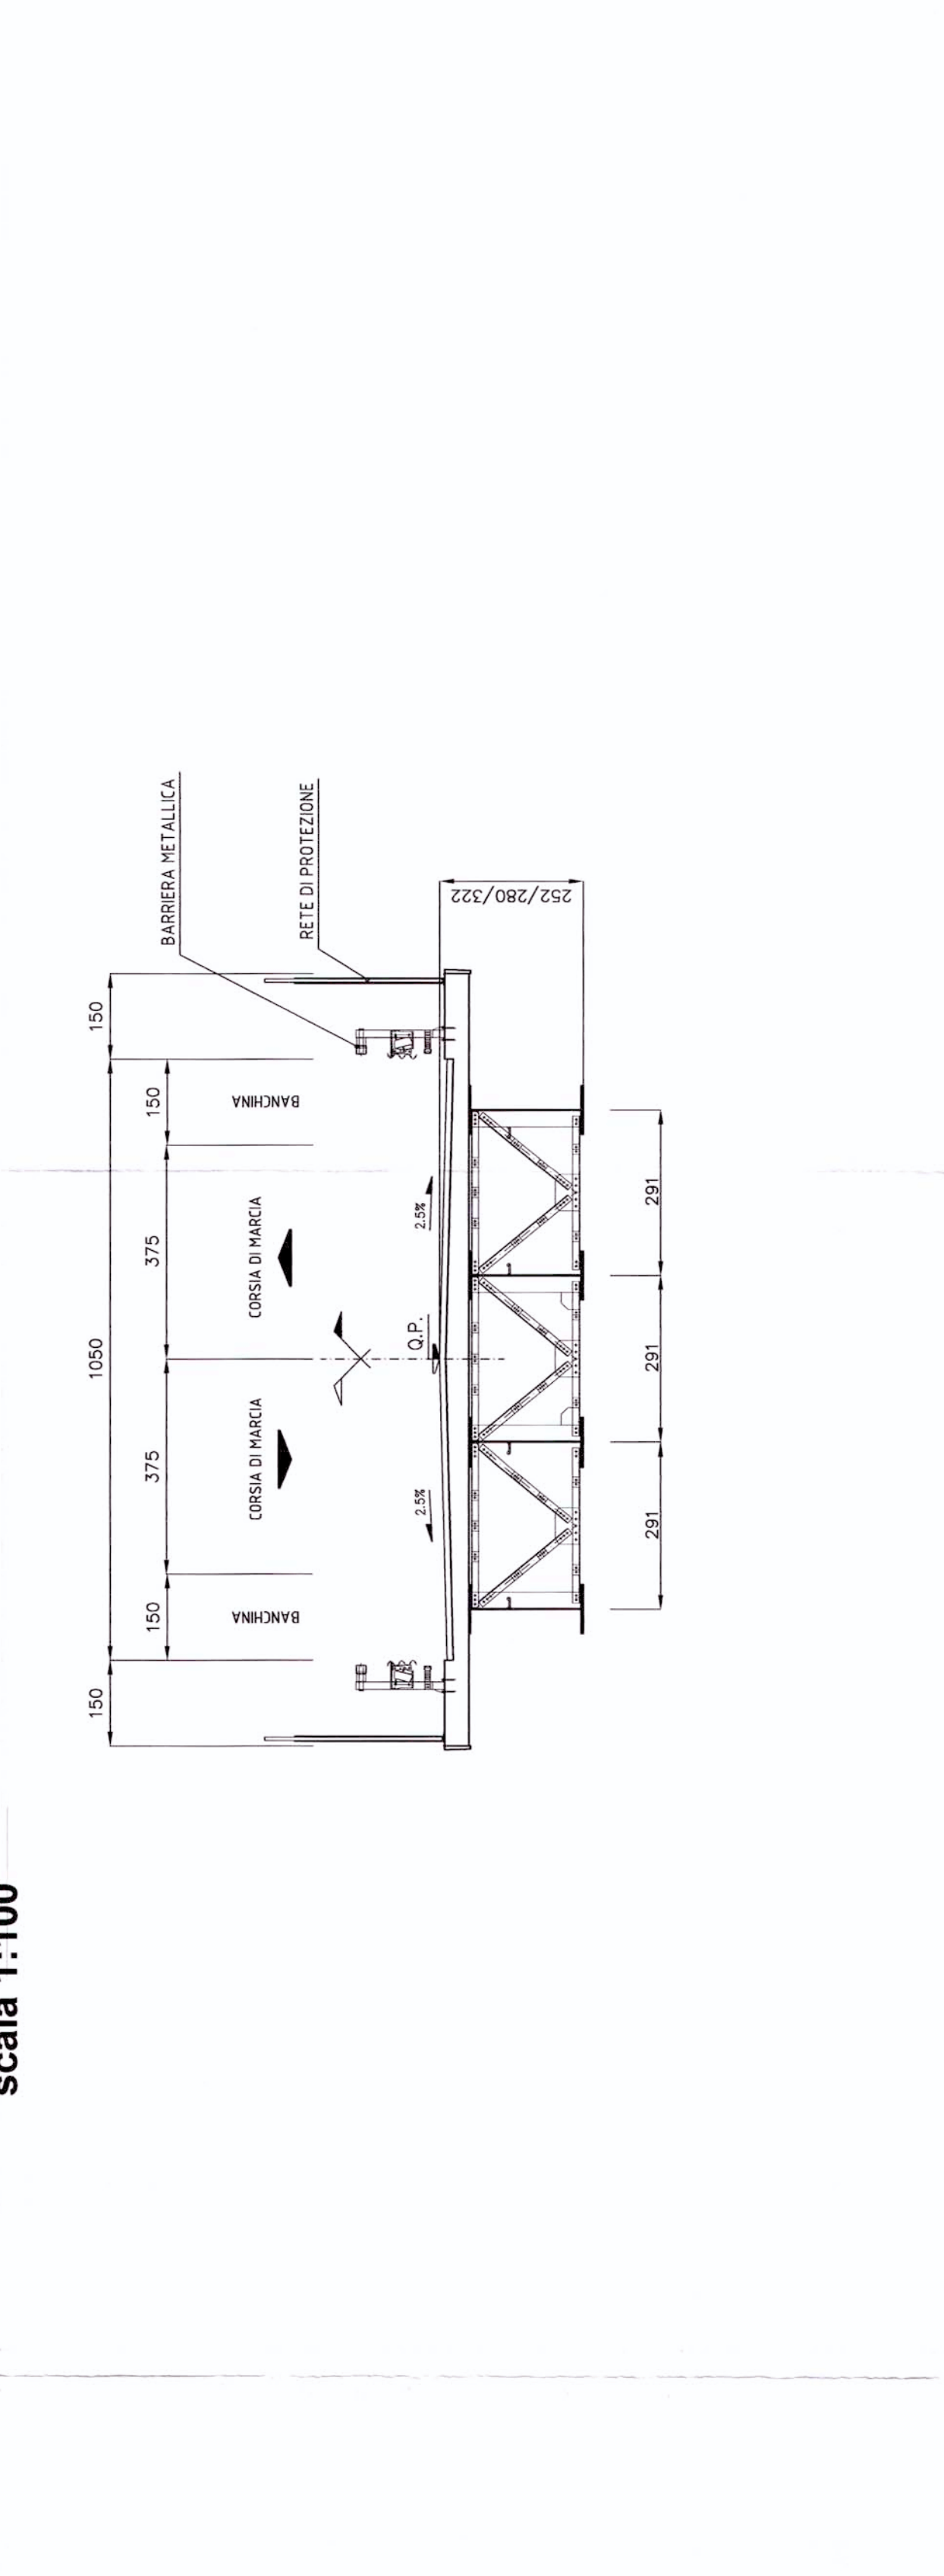 scala 1:100
150
1050
150
150
375
375
150
BARRIERA METALLICA
BANCHINA
CORSIA DI MARCIA
CORSIA DI MARCIA
BANCHINA
RETE DI PROTEZIONE
2.5%
Q.P.
2.5%
252/280/322
291
291
291